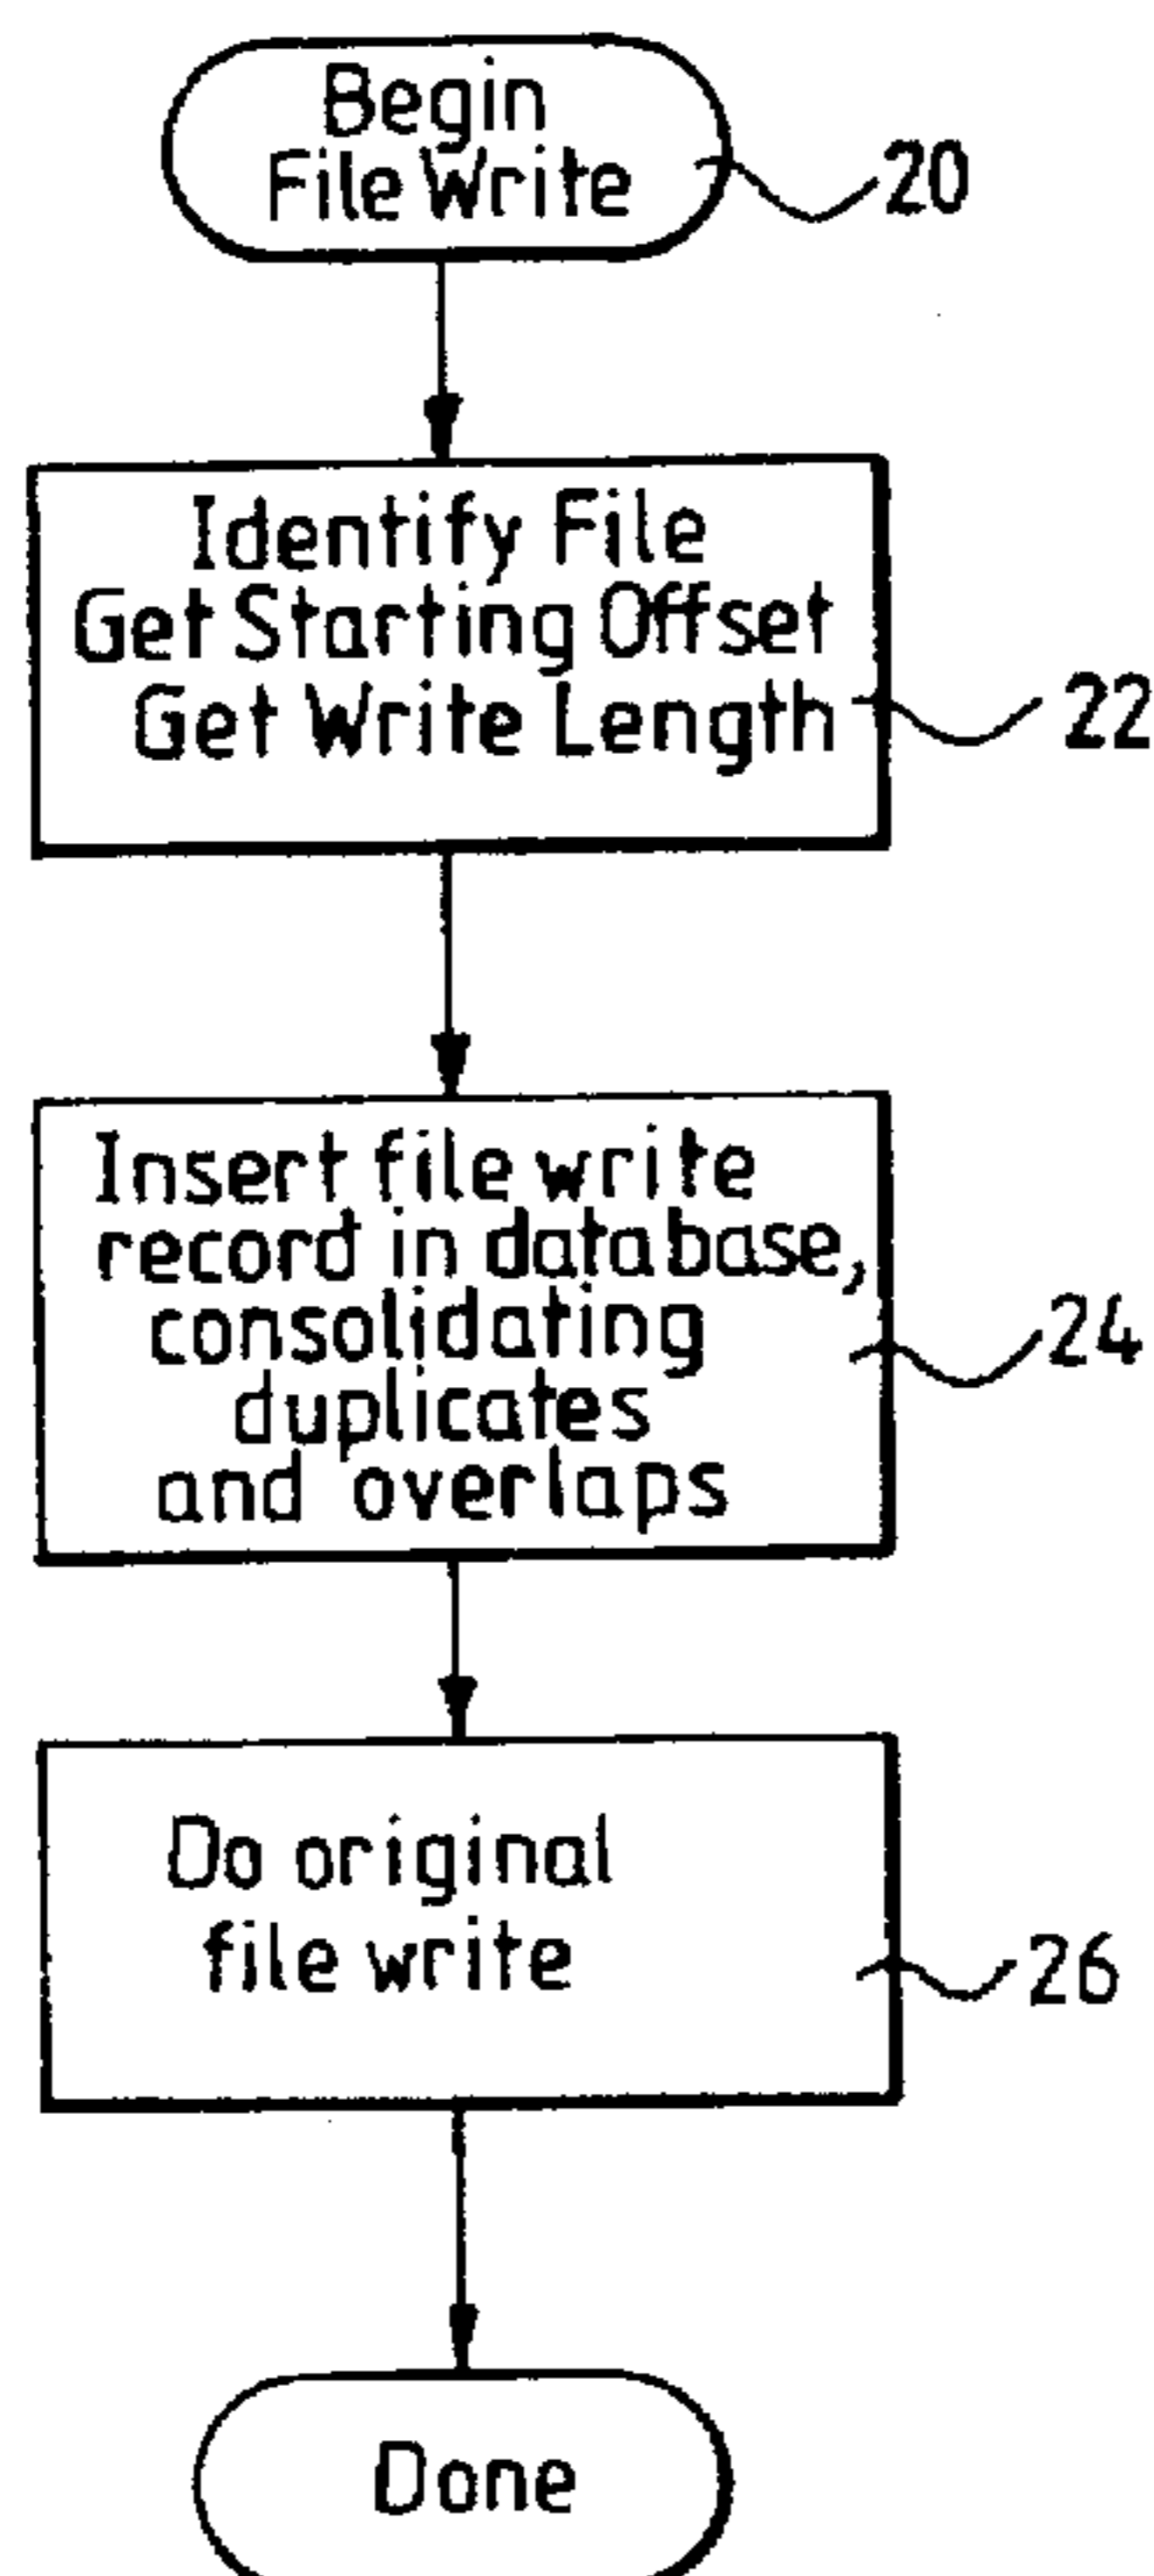 Begin
File Write
20
Identify File
Get Starting Offset
Get Write Length
22
Insert file write
record in database,
consolidating
duplicates
and overlaps
24
Do original
file write
26
Done